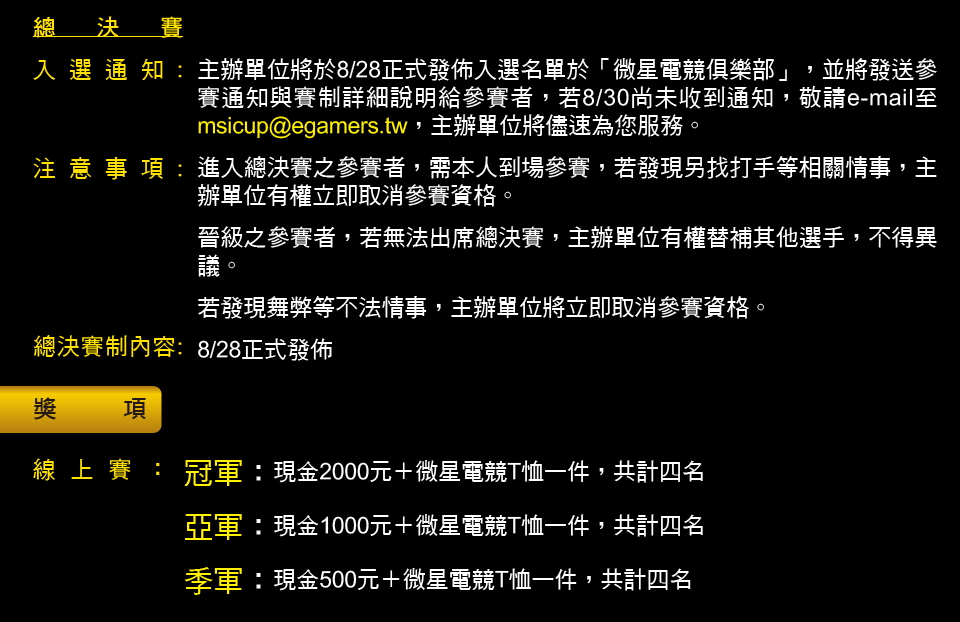 總決賽
入選通知: 主辦單位將於8/28正式發佈入選名單於「微星電競俱樂部」，並將發送參
賽通知與賽制詳細說明給參賽者，若8/30尚未收到通知，敬請e-mail至
msicup@egamers.tw，主辦單位將儘速為您服務。
注意事項: 進入總決賽之參賽者，需本人到場參賽，若發現另找打手等相關情事，主
辦單位有權立即取消參賽資格。
晉級之參賽者，若無法出席總決賽，主辦單位有權替補其他選手，不得異
議。
若發現舞弊等不法情事，主辦單位將立即取消參賽資格。
總決賽制內容: 8/28正式發佈
獎項
線上賽： 冠軍：現金2000元＋微星電競T恤一件，共計四名
亞軍：現金1000元＋微星電競T恤一件，共計四名
季軍：現金500元＋微星電競T恤一件，共計四名